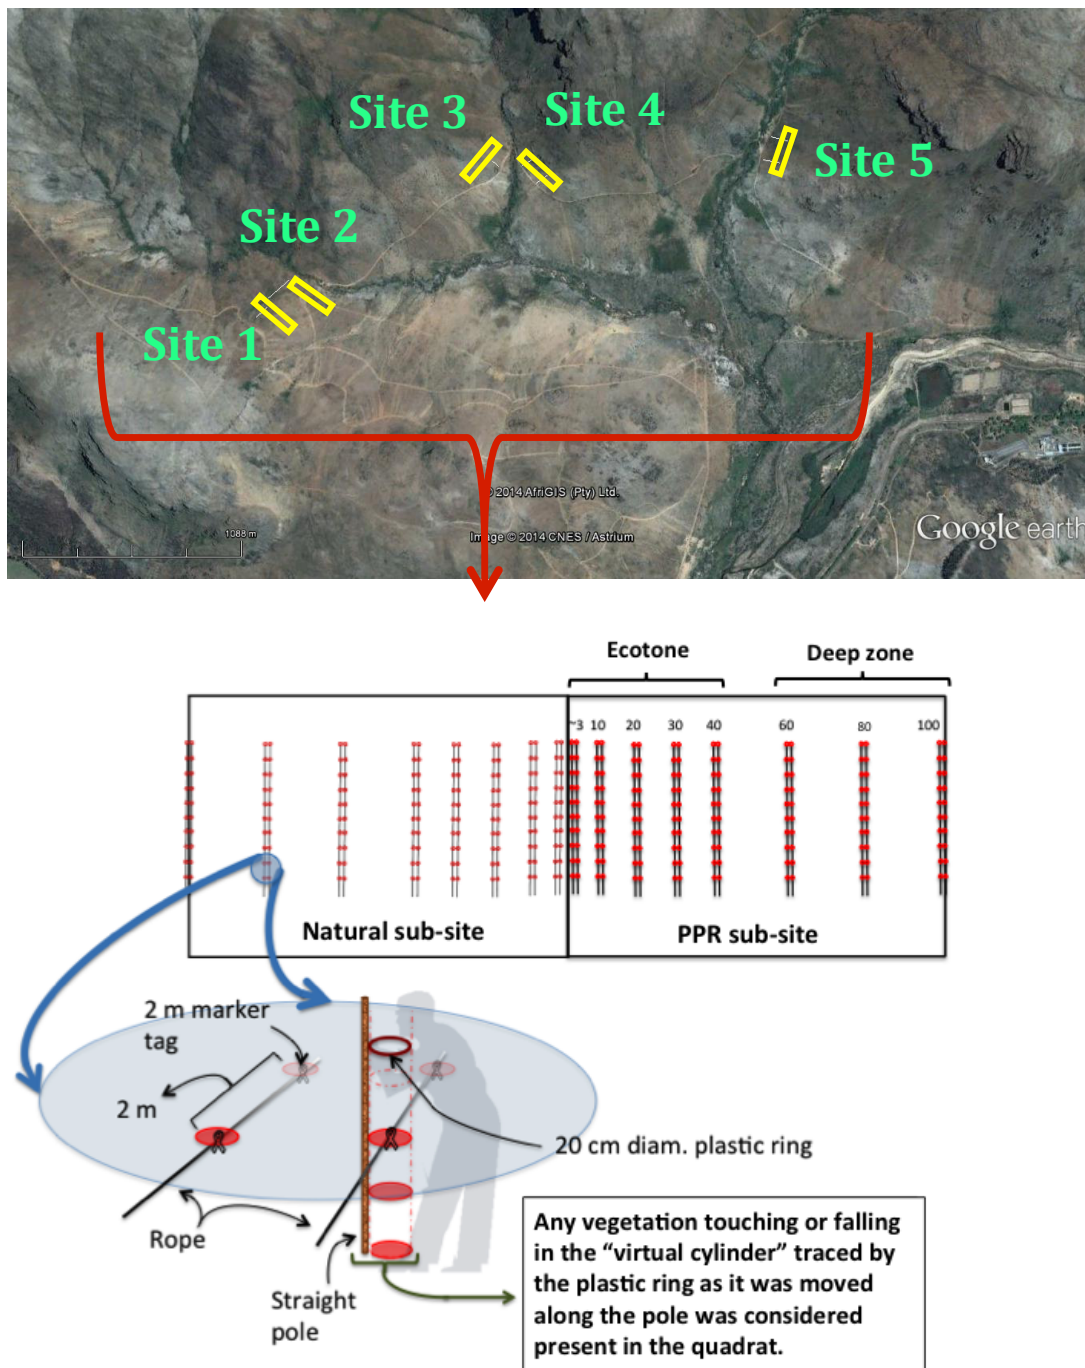 Site 3
Site 4
Site 5
Site 2
Site 1
© 2014 AfriGIS (Pty) Ltd.
1088 m
Image © 2014 CNES / Astrium
Google earth
Ecotone
Deep zone
~3 10 20 30 40 60 80 100
Natural sub-site
PPR sub-site
2 m marker
tag
2 m
20 cm diam. plastic ring
Rope
Straight
pole
Any vegetation touching or falling
in the “virtual cylinder” traced by
the plastic ring as it was moved
along the pole was considered
present in the quadrat.